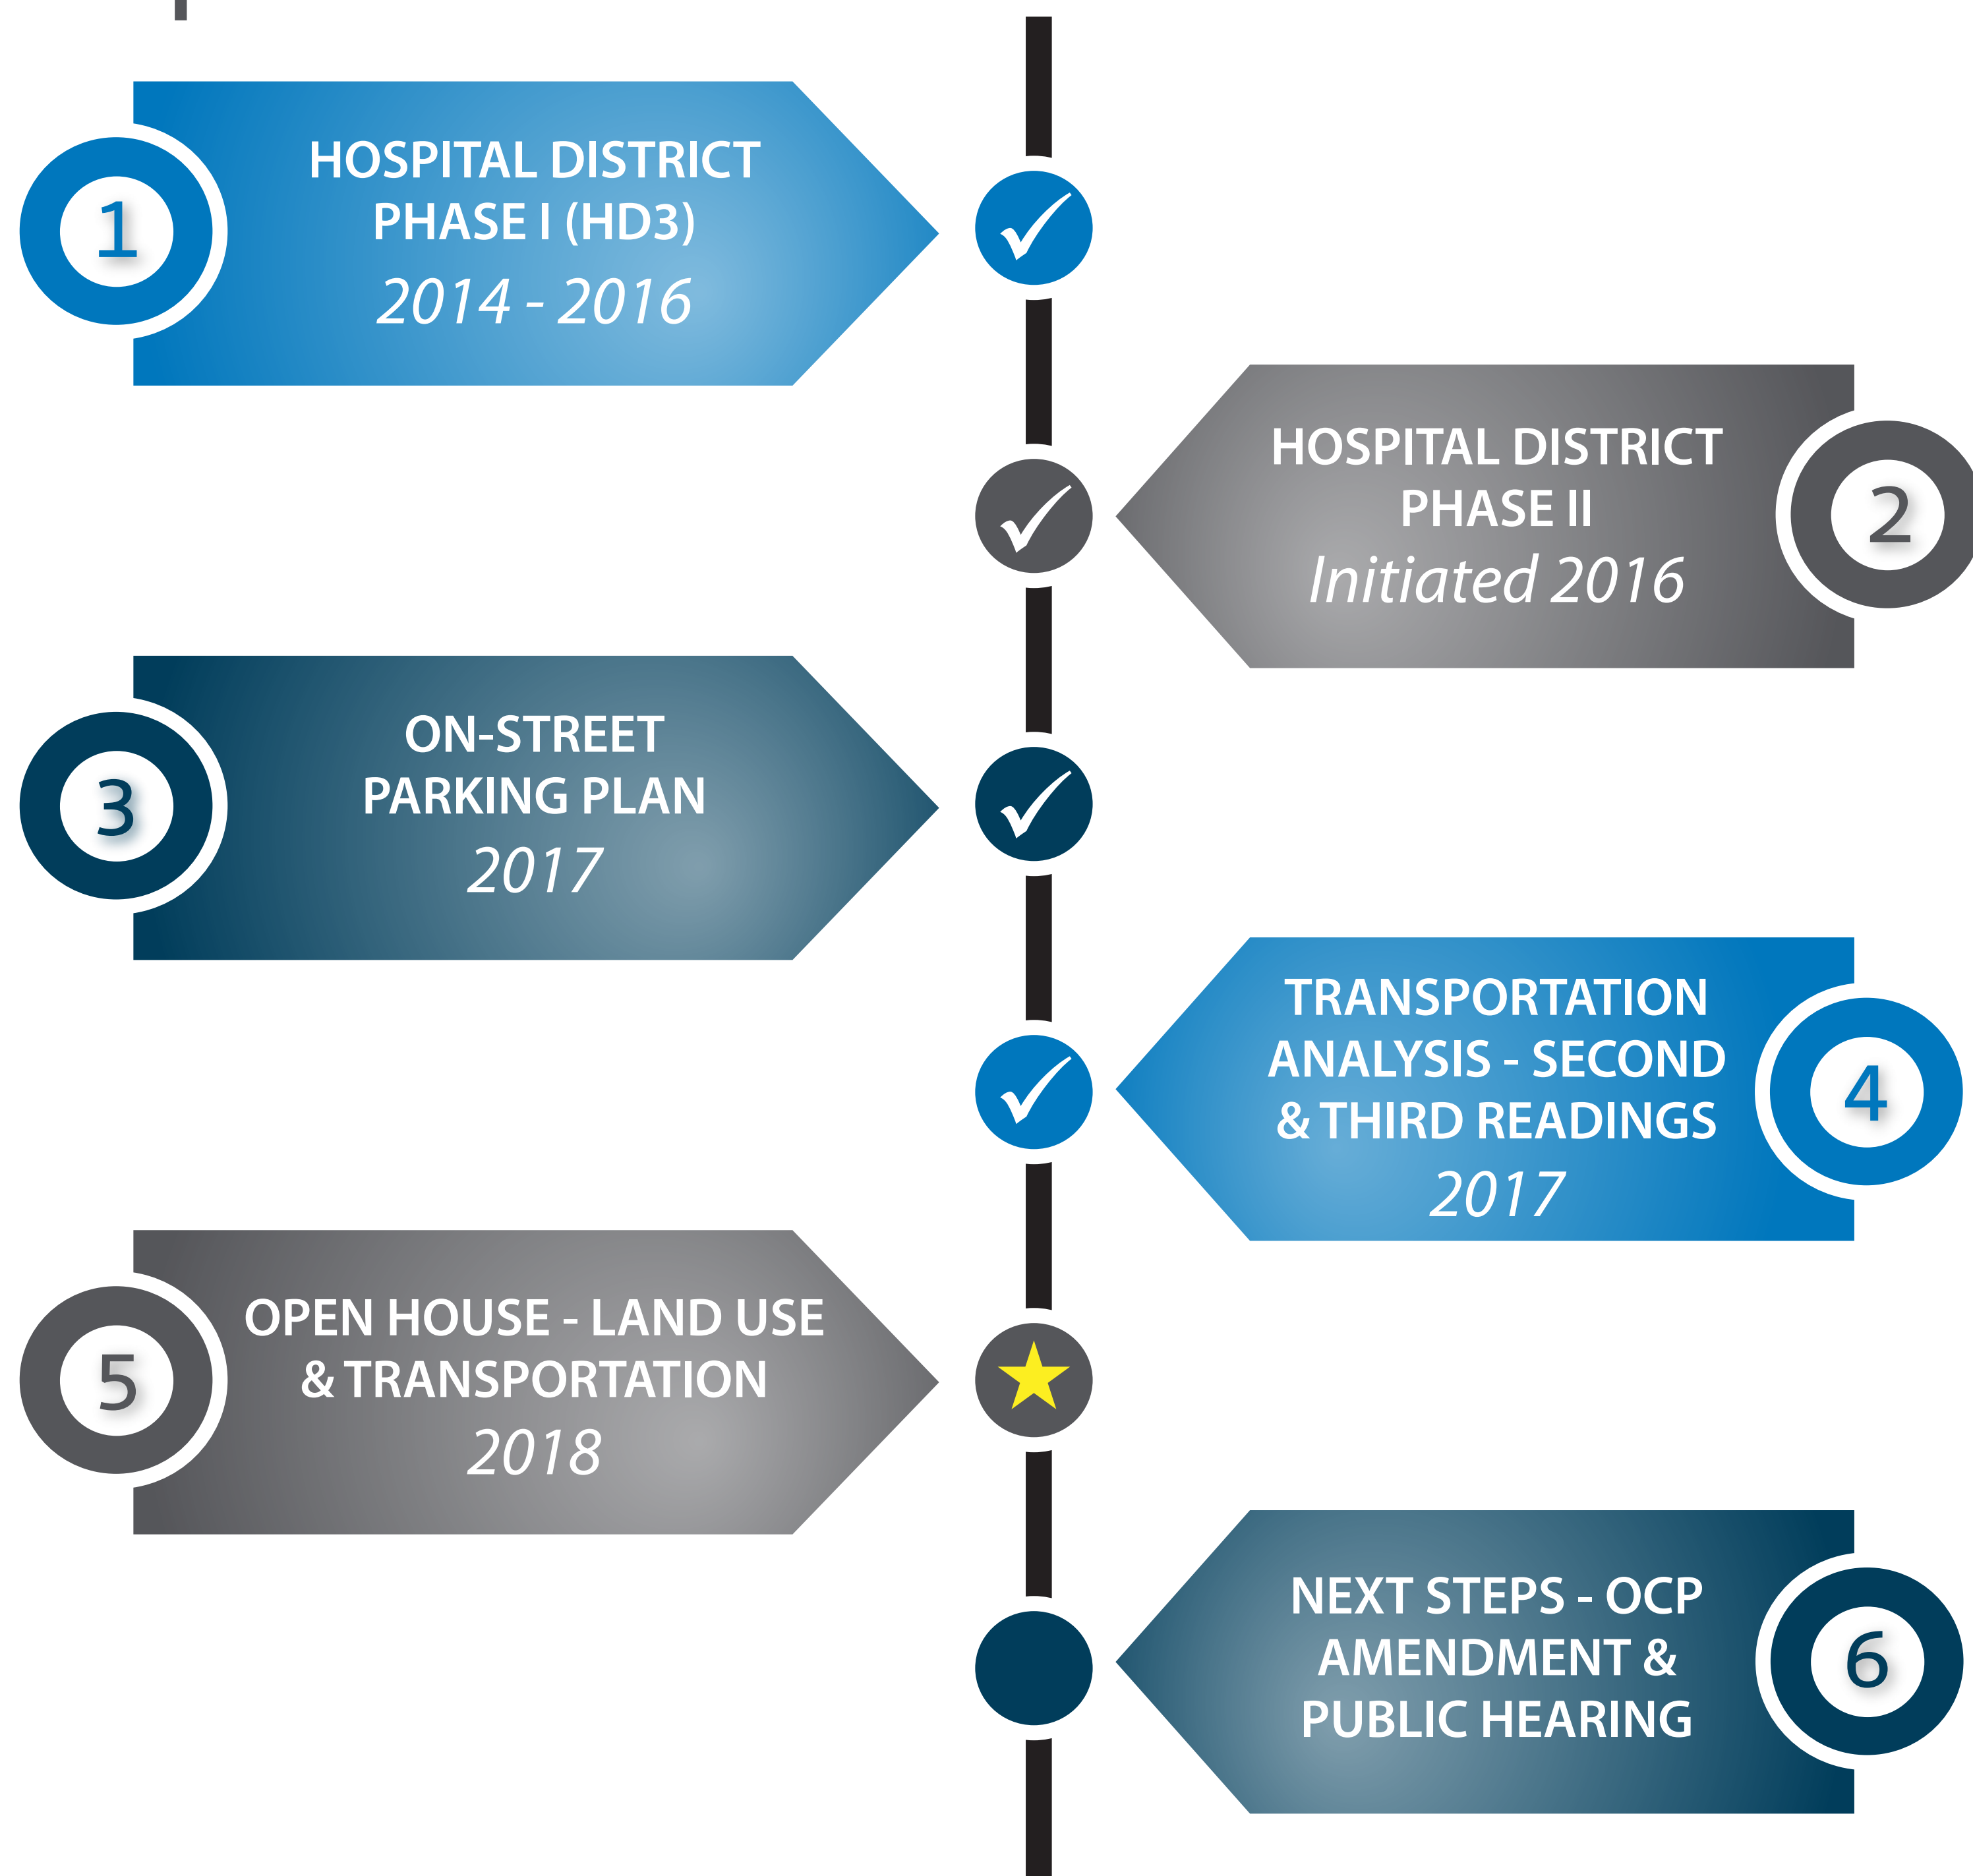 1
HOSPITAL DISTRICT
PHASE I (HD3)
2014 - 2016
HOSPITAL DISTRICT
PHASE II
Initiated 2016
2
3
ON-STREET
PARKING PLAN
2017
TRANSPORTATION
ANALYSIS - SECOND
& THIRD READINGS
2017
4
5
OPEN HOUSE - LAND USE
& TRANSPORTATION
2018
NEXT STEPS - OCP
AMENDMENT &
PUBLIC HEARING
6